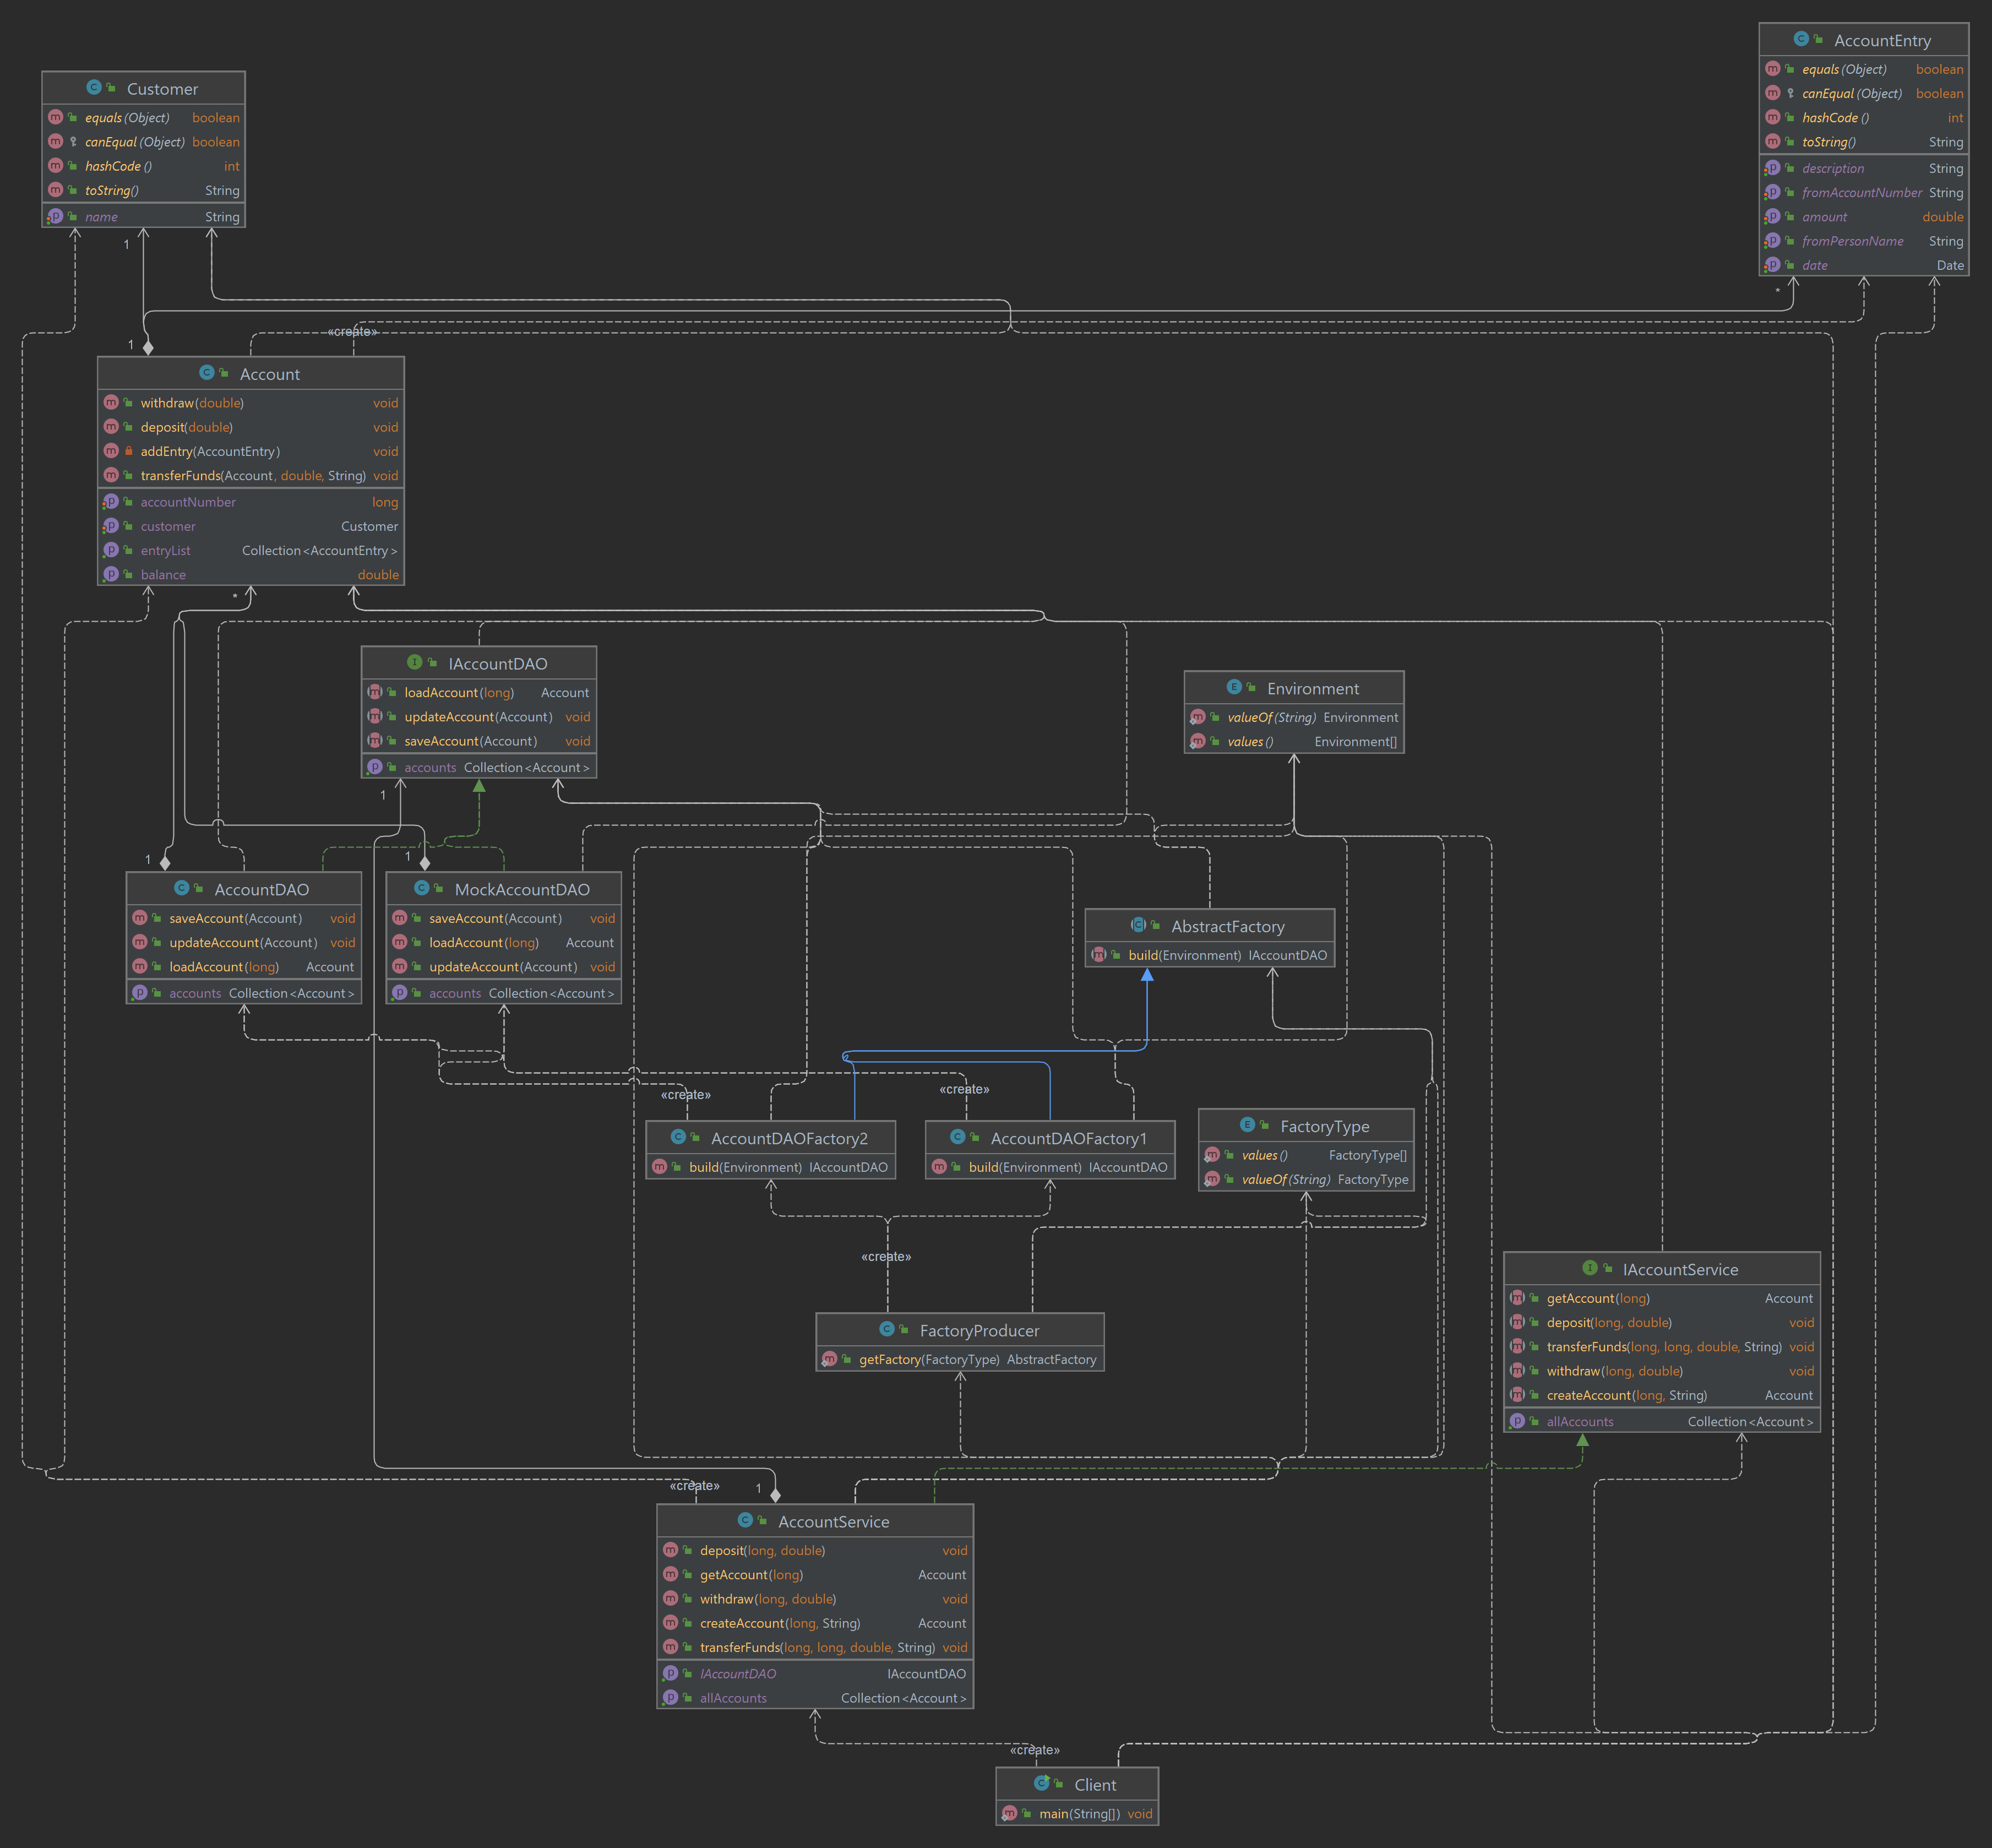 AccountEntry
equals(Object) boolean
canEqual(Object) boolean
hashCode() int
toString() String
description String
fromAccountNumber String
amount double
fromPersonName String
date Date
*
Customer
equals(Object) boolean
canEqual(Object) boolean
hashCode() int
toString() String
name String
1
«create»
1
Account
withdraw(double) void
deposit(double) void
addEntry(AccountEntry) void
transferFunds(Account, double, String) void
accountNumber long
customer Customer
entryList Collection<AccountEntry>
balance double
*
IAccountDAO
loadAccount(long) Account
updateAccount(Account) void
saveAccount(Account) void
accounts Collection<Account>
1
Environment
valueOf(String) Environment
values() Environment[]
1
AccountDAO
saveAccount(Account) void
updateAccount(Account) void
loadAccount(long) Account
accounts Collection<Account>
1
MockAccountDAO
saveAccount(Account) void
loadAccount(long) Account
updateAccount(Account) void
accounts Collection<Account>
AbstractFactory
build(Environment) IAccountDAO
«create»
AccountDAOFactory2
build(Environment) IAccountDAO
«create»
AccountDAOFactory1
build(Environment) IAccountDAO
FactoryType
values() FactoryType[]
valueOf(String) FactoryType
«create»
FactoryProducer
getFactory(FactoryType) AbstractFactory
IAccountService
getAccount(long) Account
deposit(long, double) void
transferFunds(long, long, double, String) void
withdraw(long, double) void
createAccount(long, String) Account
allAccounts Collection<Account>
«create»
1
AccountService
deposit(long, double) void
getAccount(long) Account
withdraw(long, double) void
createAccount(long, String) Account
transferFunds(long, long, double, String) void
IAccountDAO IAccountDAO
allAccounts Collection<Account>
«create»
Client
main(String[]) void